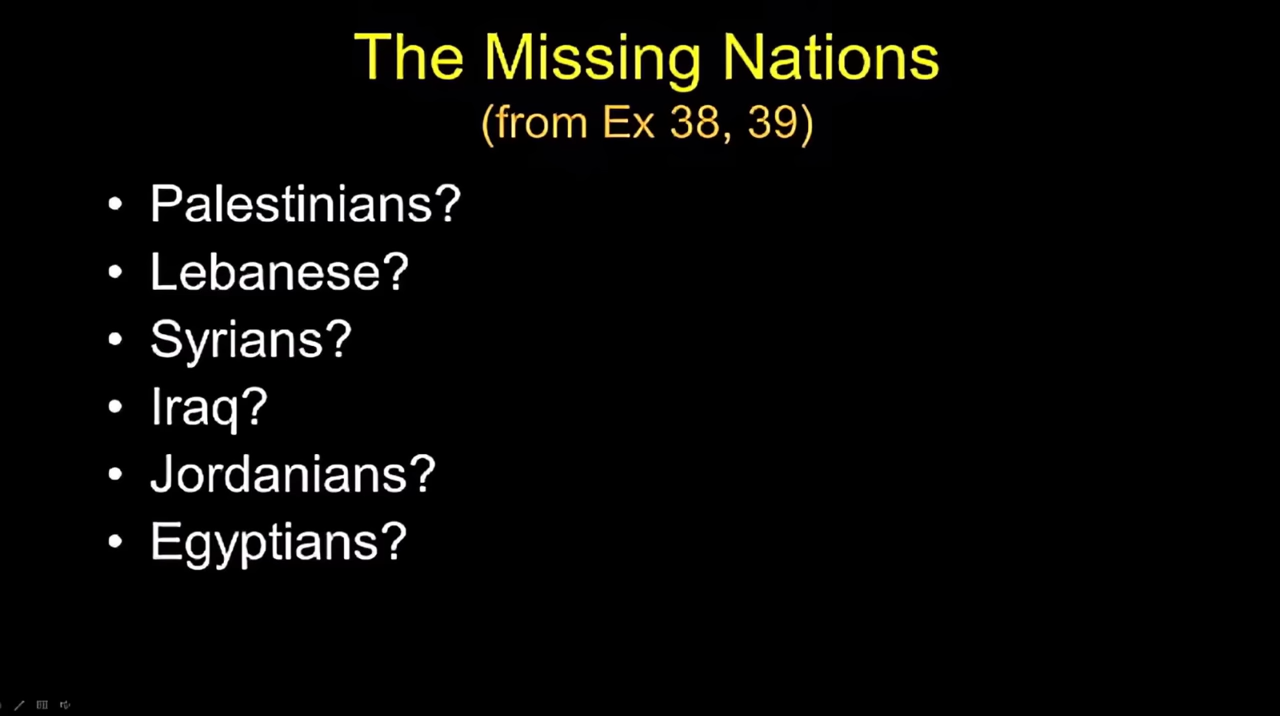 The Missing Nations
(from Ex 38, 39)
• Palestinians?
• Lebanese?
• Syrians?
• Iraq?
• Jordanians?
• Egyptians?